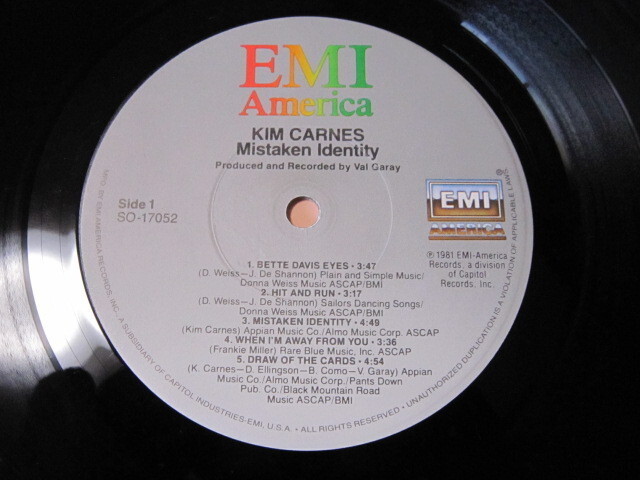 EMI
America
KIM CARNES
Mistaken Identity
Produced and Recorded by Val Garay
Side 1
SO-17052
EMI
AMERICA
℗ 1981 EMI-America
Records, a division
of Capitol
Records, Inc.
1. BETTE DAVIS EYES • 3:47
(D. Weiss—J. De Shannon) Plain and Simple Music/
Donna Weiss Music ASCAP/BMI
2. HIT AND RUN • 3:17
(D. Weiss—J. De Shannon) Sailors Dancing Songs/
Donna Weiss Music ASCAP/BMI
3. MISTAKEN IDENTITY • 4:49
(Kim Carnes) Appian Music Co./Almo Music Corp. ASCAP
4. WHEN I'M AWAY FROM YOU • 3:36
(Frankie Miller) Rare Blue Music, Inc. ASCAP
5. DRAW OF THE CARDS • 4:54
(K. Carnes—D. Ellingson—B. Como—V. Garay) Appian
Music Co./Almo Music Corp./Pants Down
Pub. Co./Black Mountain Road
Music ASCAP/BMI
MFD. BY EMI AMERICA RECORDS, INC., A SUBSIDIARY OF CAPITOL INDUSTRIES-EMI, U.S.A. • ALL RIGHTS RESERVED • UNAUTHORIZED DUPLICATION IS A VIOLATION OF APPLICABLE LAWS